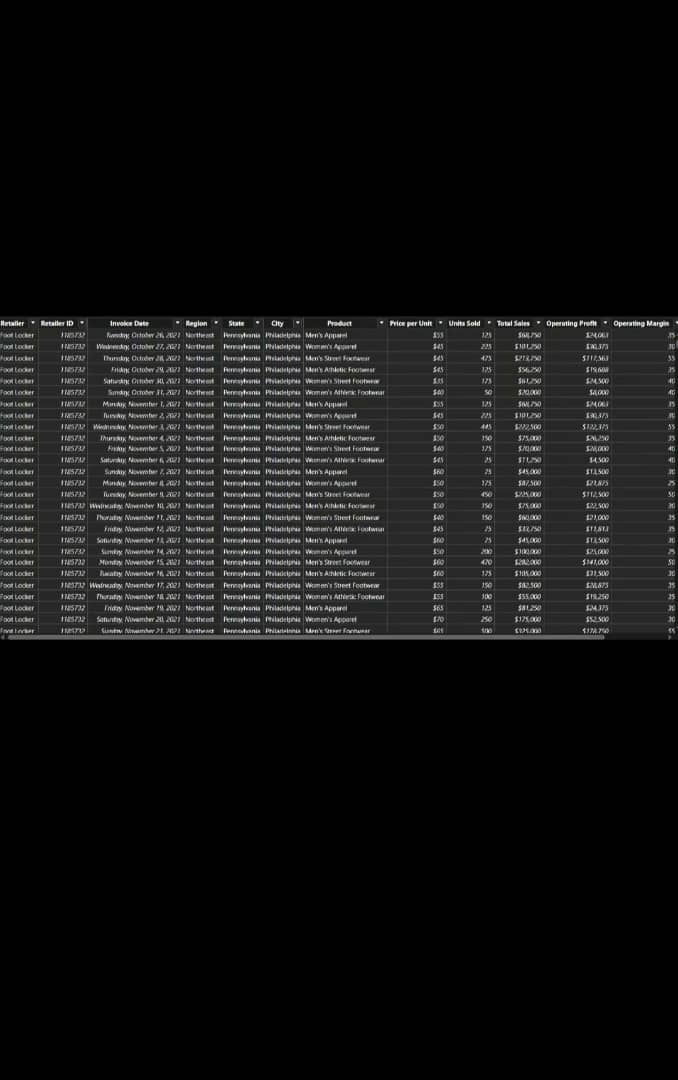 Retailer Retailer ID Invoice Date Region State City Product Price per Unit Units Sold Total Sales Operating Profit Operating Margin
Foot Locker 1185732 Tuesday, October 26, 2021 Northeast Pennsylvania Philadelphia Men's Apparel $55 125 $68,750 $24,063 35
Foot Locker 1185732 Wednesday, October 27, 2021 Northeast Pennsylvania Philadelphia Women's Apparel $45 225 $101,250 $30,375 30
Foot Locker 1185732 Thursday, October 28, 2021 Northeast Pennsylvania Philadelphia Men's Street Footwear $45 475 $213,750 $117,563 55
Foot Locker 1185732 Friday, October 29, 2021 Northeast Pennsylvania Philadelphia Men's Athletic Footwear $45 125 $56,250 $19,688 35
Foot Locker 1185732 Saturday, October 30, 2021 Northeast Pennsylvania Philadelphia Women's Street Footwear $35 175 $61,250 $24,500 40
Foot Locker 1185732 Sunday, October 31, 2021 Northeast Pennsylvania Philadelphia Women's Athletic Footwear $40 50 $20,000 $8,000 40
Foot Locker 1185732 Monday, November 1, 2021 Northeast Pennsylvania Philadelphia Men's Apparel $55 125 $68,750 $24,063 35
Foot Locker 1185732 Tuesday, November 2, 2021 Northeast Pennsylvania Philadelphia Women's Apparel $45 225 $101,250 $30,375 30
Foot Locker 1185732 Wednesday, November 3, 2021 Northeast Pennsylvania Philadelphia Men's Street Footwear $50 445 $222,500 $122,375 55
Foot Locker 1185732 Thursday, November 4, 2021 Northeast Pennsylvania Philadelphia Men's Athletic Footwear $50 150 $75,000 $26,250 35
Foot Locker 1185732 Friday, November 5, 2021 Northeast Pennsylvania Philadelphia Women's Street Footwear $40 175 $70,000 $28,000 40
Foot Locker 1185732 Saturday, November 6, 2021 Northeast Pennsylvania Philadelphia Women's Athletic Footwear $45 25 $11,250 $4,500 40
Foot Locker 1185732 Sunday, November 7, 2021 Northeast Pennsylvania Philadelphia Men's Apparel $60 75 $45,000 $13,500 30
Foot Locker 1185732 Monday, November 8, 2021 Northeast Pennsylvania Philadelphia Women's Apparel $50 175 $87,500 $21,875 25
Foot Locker 1185732 Tuesday, November 9, 2021 Northeast Pennsylvania Philadelphia Men's Street Footwear $50 450 $225,000 $112,500 50
Foot Locker 1185732 Wednesday, November 10, 2021 Northeast Pennsylvania Philadelphia Men's Athletic Footwear $50 150 $75,000 $22,500 30
Foot Locker 1185732 Thursday, November 11, 2021 Northeast Pennsylvania Philadelphia Women's Street Footwear $40 150 $60,000 $21,000 35
Foot Locker 1185732 Friday, November 12, 2021 Northeast Pennsylvania Philadelphia Women's Athletic Footwear $45 75 $33,750 $11,813 35
Foot Locker 1185732 Saturday, November 13, 2021 Northeast Pennsylvania Philadelphia Men's Apparel $60 75 $45,000 $13,500 30
Foot Locker 1185732 Sunday, November 14, 2021 Northeast Pennsylvania Philadelphia Women's Apparel $50 200 $100,000 $25,000 25
Foot Locker 1185732 Monday, November 15, 2021 Northeast Pennsylvania Philadelphia Men's Street Footwear $60 470 $282,000 $141,000 50
Foot Locker 1185732 Tuesday, November 16, 2021 Northeast Pennsylvania Philadelphia Men's Athletic Footwear $60 175 $105,000 $31,500 30
Foot Locker 1185732 Wednesday, November 17, 2021 Northeast Pennsylvania Philadelphia Women's Street Footwear $55 150 $82,500 $28,875 35
Foot Locker 1185732 Thursday, November 18, 2021 Northeast Pennsylvania Philadelphia Women's Athletic Footwear $55 100 $55,000 $19,250 35
Foot Locker 1185732 Friday, November 19, 2021 Northeast Pennsylvania Philadelphia Men's Apparel $65 125 $81,250 $24,375 30
Foot Locker 1185732 Saturday, November 20, 2021 Northeast Pennsylvania Philadelphia Women's Apparel $70 250 $175,000 $52,500 30
Foot Locker 1185732 Sunday, November 21, 2021 Northeast Pennsylvania Philadelphia Men's Street Footwear $65 500 $325,000 $178,750 55